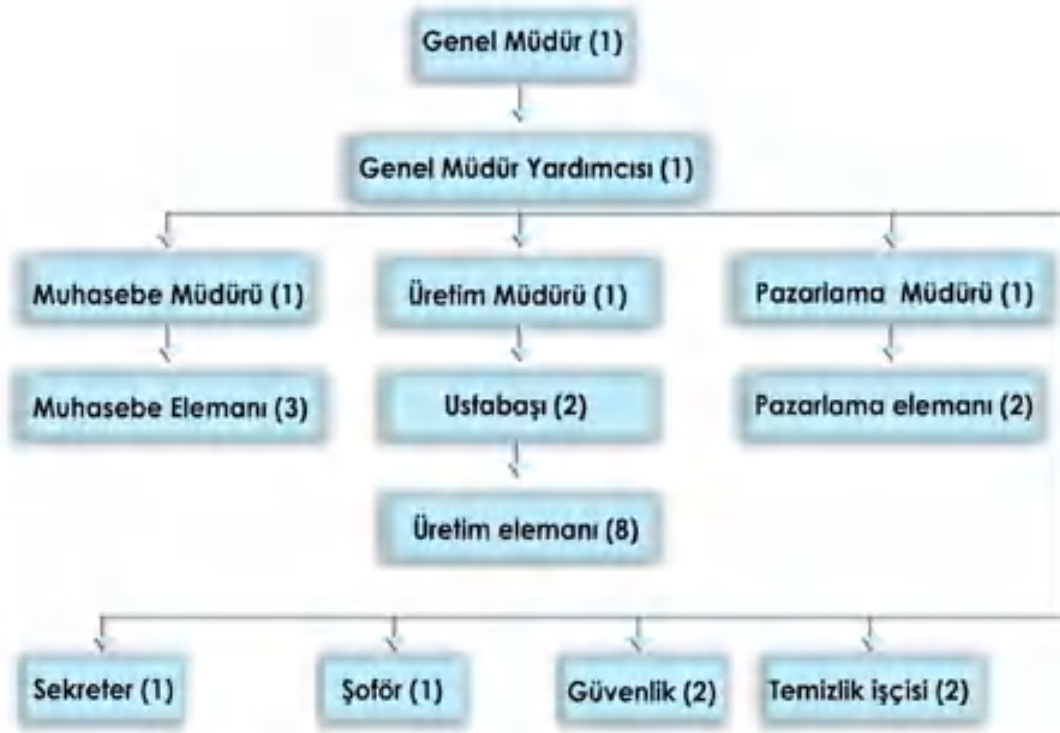 Genel Müdür (1)
Genel Müdür Yardımcısı (1)
Muhasebe Müdürü (1)
Üretim Müdürü (1)
Pazarlama Müdürü (1)
Muhasebe Elemanı (3)
Ustabaşı (2)
Pazarlama elemanı (2)
Üretim elemanı (8)
Sekreter (1)
Şoför (1)
Güvenlik (2)
Temizlik işçisi (2)